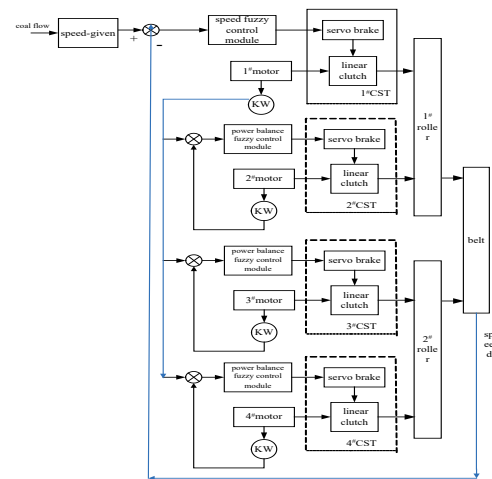 coal flow
speed-given
+
−
speed fuzzy
control
module
servo brake
linear
clutch
1#CST
1#motor
KW
1#
rolle
r
power balance
fuzzy control
module
servo brake
linear
clutch
2#CST
2#motor
KW
belt
power balance
fuzzy control
module
servo brake
linear
clutch
3#CST
3#motor
KW
2#
rolle
r
sp
ee
d
power balance
fuzzy control
module
servo brake
linear
clutch
4#CST
4#motor
KW